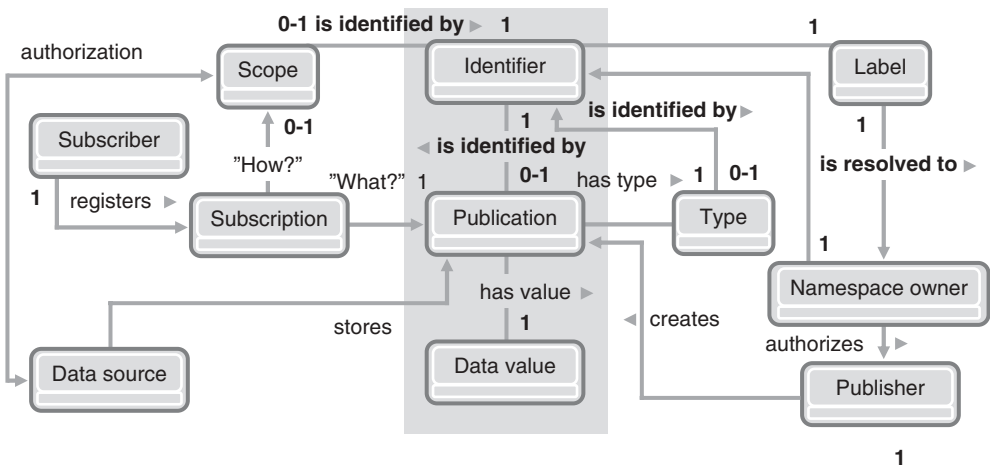 0-1 is identified by ▶ 1
1
authorization
Scope
Identifier
Label
0-1
1
is identified by ▶
1
Subscriber
◀ is identified by
"How?"
is resolved to ▶
"What?" 1
0-1
has type ▶ 1
0-1
1
registers ▶
Subscription
Publication
Type
1
has value ▶
Namespace owner
stores
1
◀ creates
authorizes ▶
Data source
Data value
Publisher
1